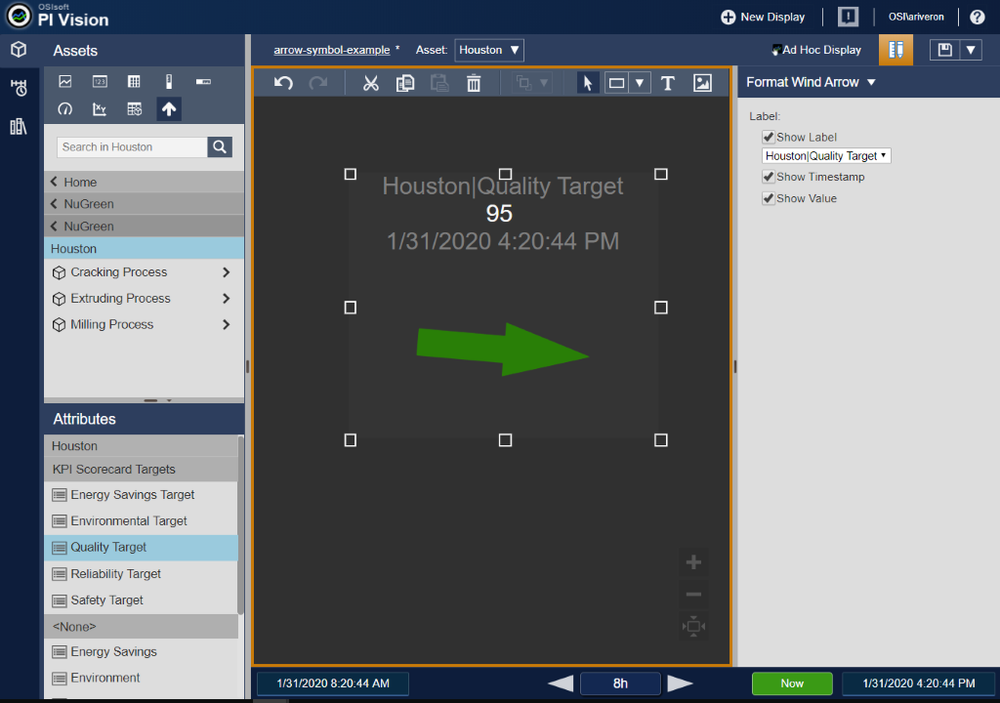 OSIsoft
PI Vision
New Display
OSI\ariveron
Assets
arrow-symbol-example *
Asset:
Houston
Ad Hoc Display
Format Wind Arrow
Search in Houston
Home
NuGreen
NuGreen
Houston
Cracking Process
Extruding Process
Milling Process
Attributes
Houston
KPI Scorecard Targets
Energy Savings Target
Environmental Target
Quality Target
Reliability Target
Safety Target
<None>
Energy Savings
Environment
Houston|Quality Target
95
1/31/2020 4:20:44 PM
Label:
Show Label
Houston|Quality Target
Show Timestamp
Show Value
1/31/2020 8:20:44 AM
8h
Now
1/31/2020 4:20:44 PM